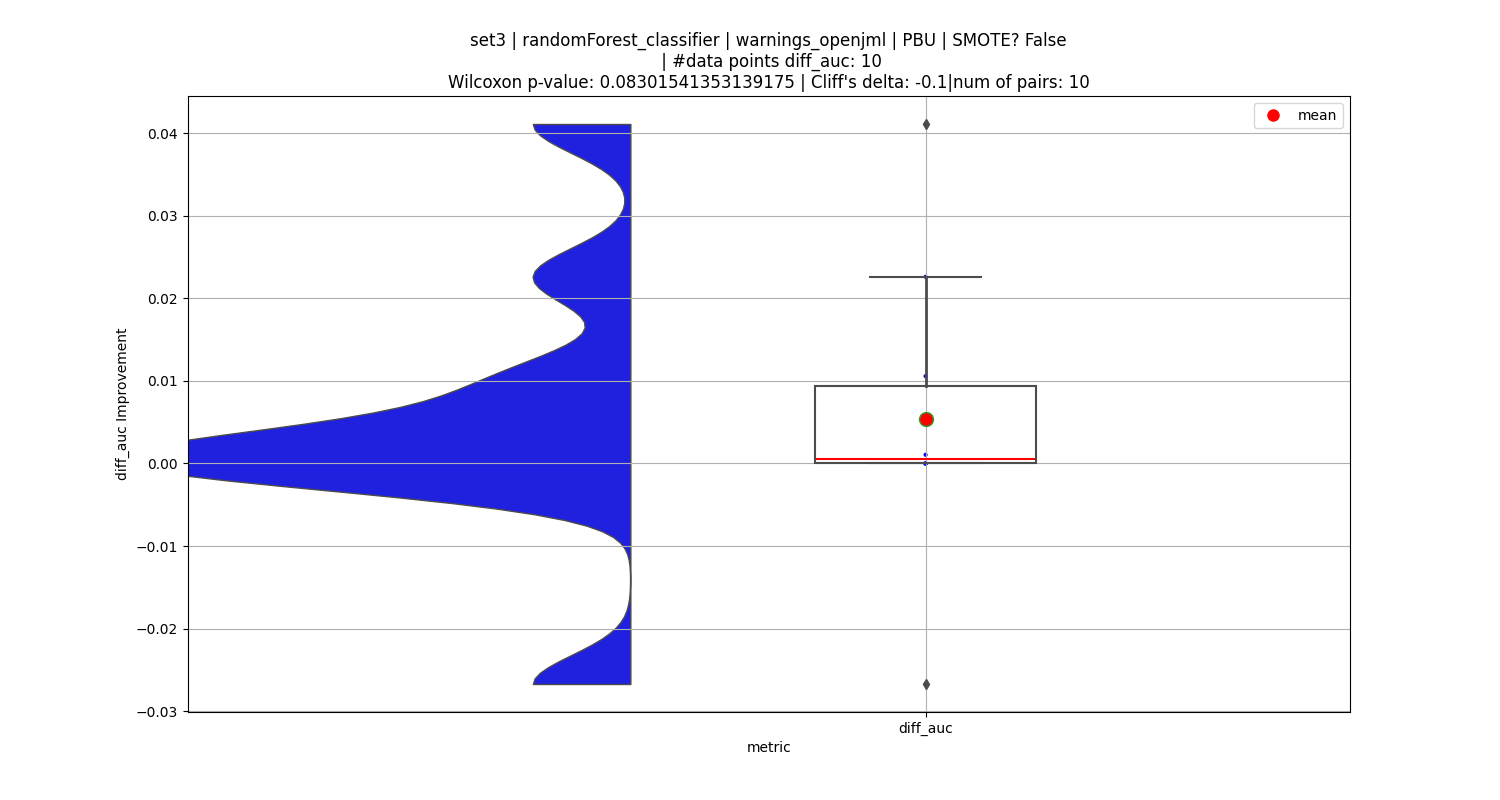 set3 | randomForest_classifier | warnings_openjml | PBU | SMOTE? False
| #data points diff_auc: 10
Wilcoxon p-value: 0.08301541353139175 | Cliff's delta: -0.1|num of pairs: 10
mean
0.04
0.03
0.02
0.01
0.00
−0.01
−0.02
−0.03
diff_auc Improvement
diff_auc
metric